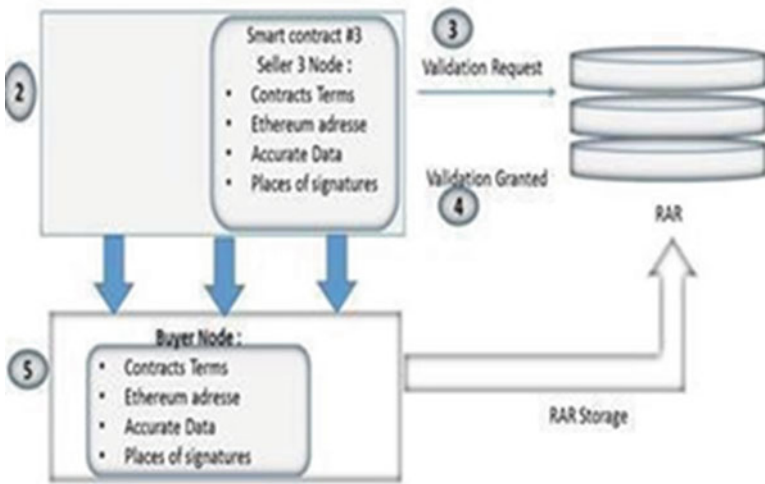 2
Smart contract #3
Seller 3 Node :
• Contracts Terms
• Ethereum adresse
• Accurate Data
• Places of signatures
3
Validation Request
Validation Granted
4
RAR
5
Buyer Node :
• Contracts Terms
• Ethereum adresse
• Accurate Data
• Places of signatures
RAR Storage